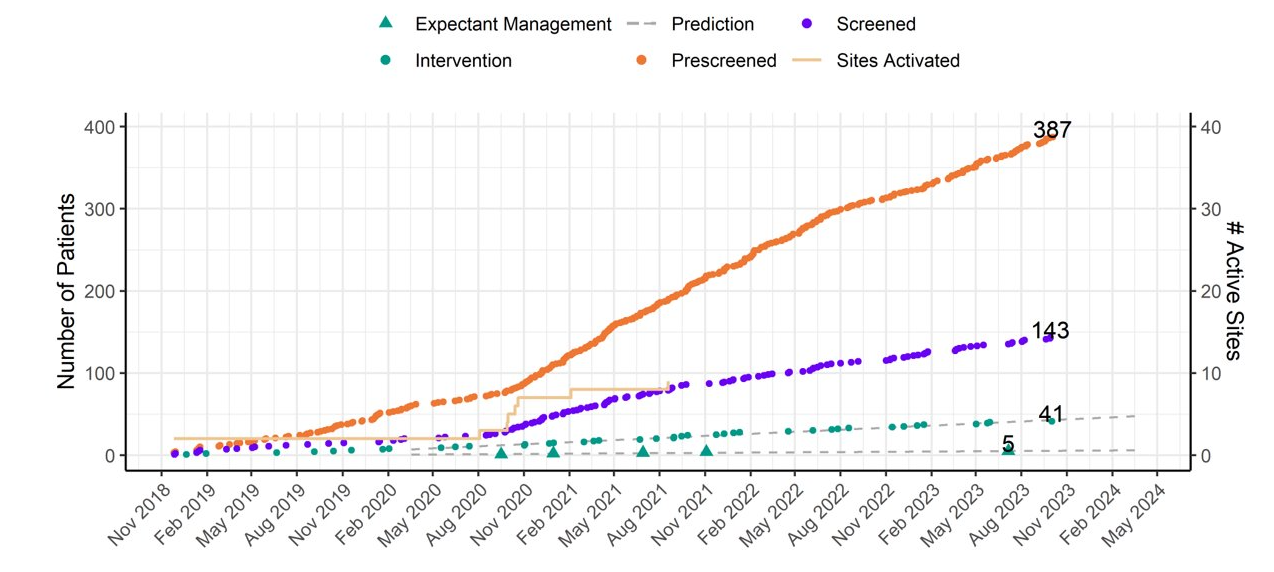 Expectant Management Prediction Screened
Intervention Prescreened Sites Activated
Number of Patients
400
300
200
100
0
# Active Sites
40
30
20
10
0
387
143
41
5
Nov 2018 Feb 2019 May 2019 Aug 2019 Nov 2019 Feb 2020 May 2020 Aug 2020 Nov 2020 Feb 2021 May 2021 Aug 2021 Nov 2021 Feb 2022 May 2022 Aug 2022 Nov 2022 Feb 2023 May 2023 Aug 2023 Nov 2023 Feb 2024 May 2024